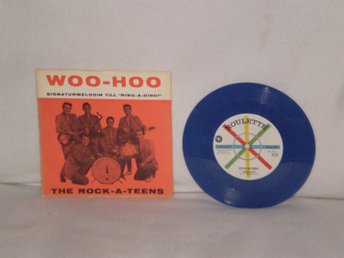 WOO-HOO
SIGNATURMELODIN TILL "RING-A-DING!"
THE ROCK-A-TEENS
ROULETTE